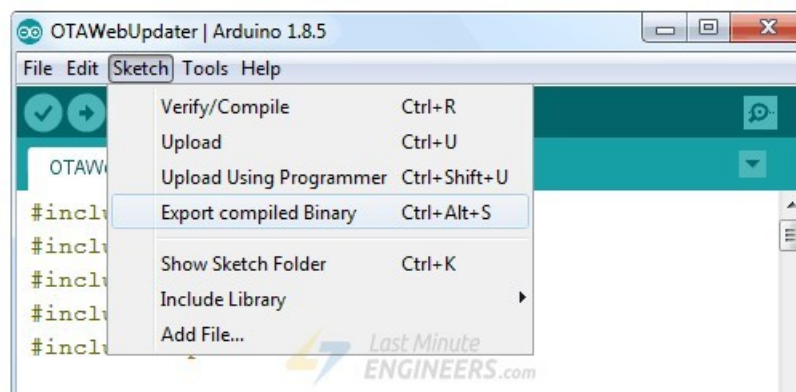 OTAWebUpdater | Arduino 1.8.5
File Edit Sketch Tools Help
Verify/Compile Ctrl+R
Upload Ctrl+U
OTAWe
Upload Using Programmer Ctrl+Shift+U
#inclu
Export compiled Binary Ctrl+Alt+S
#inclu
Show Sketch Folder Ctrl+K
#inclu
Include Library
#inclu
Add File...
#inclu
Last Minute
ENGINEERS.com